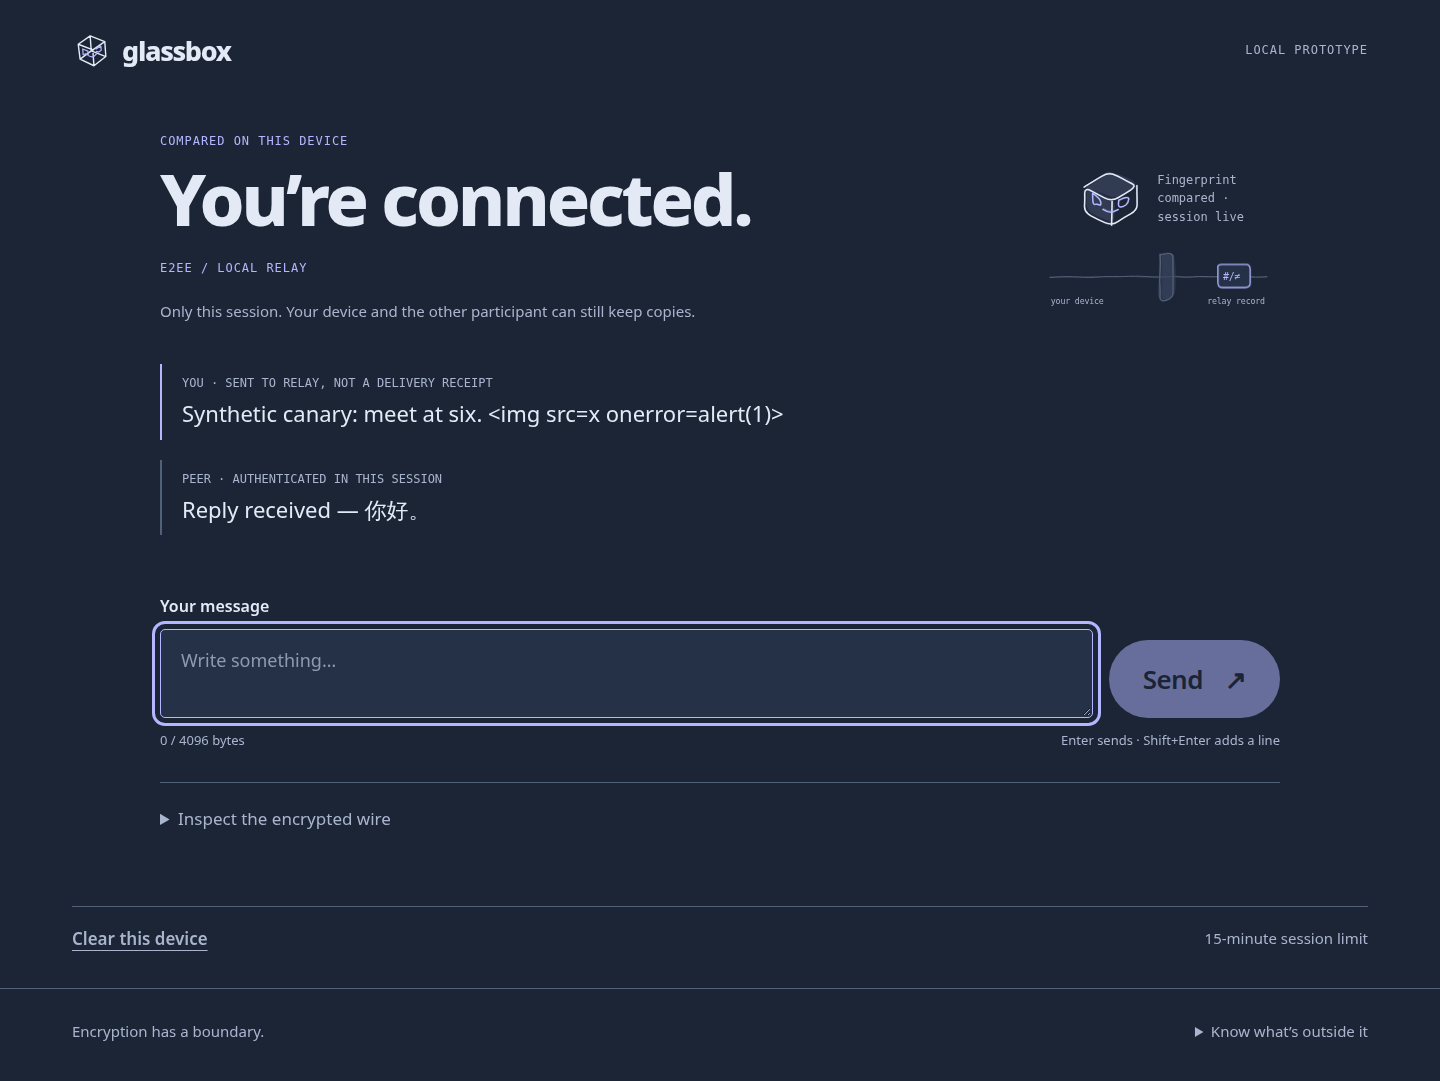 glassbox
LOCAL PROTOTYPE
COMPARED ON THIS DEVICE
You’re connected.
E2EE / LOCAL RELAY
Only this session. Your device and the other participant can still keep copies.
Fingerprint
compared ·
session live
#/≠
your device
relay record
YOU · SENT TO RELAY, NOT A DELIVERY RECEIPT
Synthetic canary: meet at six. <img src=x onerror=alert(1)>
PEER · AUTHENTICATED IN THIS SESSION
Reply received — 你好。
Your message
Write something…
Send ↗
0 / 4096 bytes
Enter sends · Shift+Enter adds a line
Inspect the encrypted wire
Clear this device
15-minute session limit
Encryption has a boundary.
Know what’s outside it